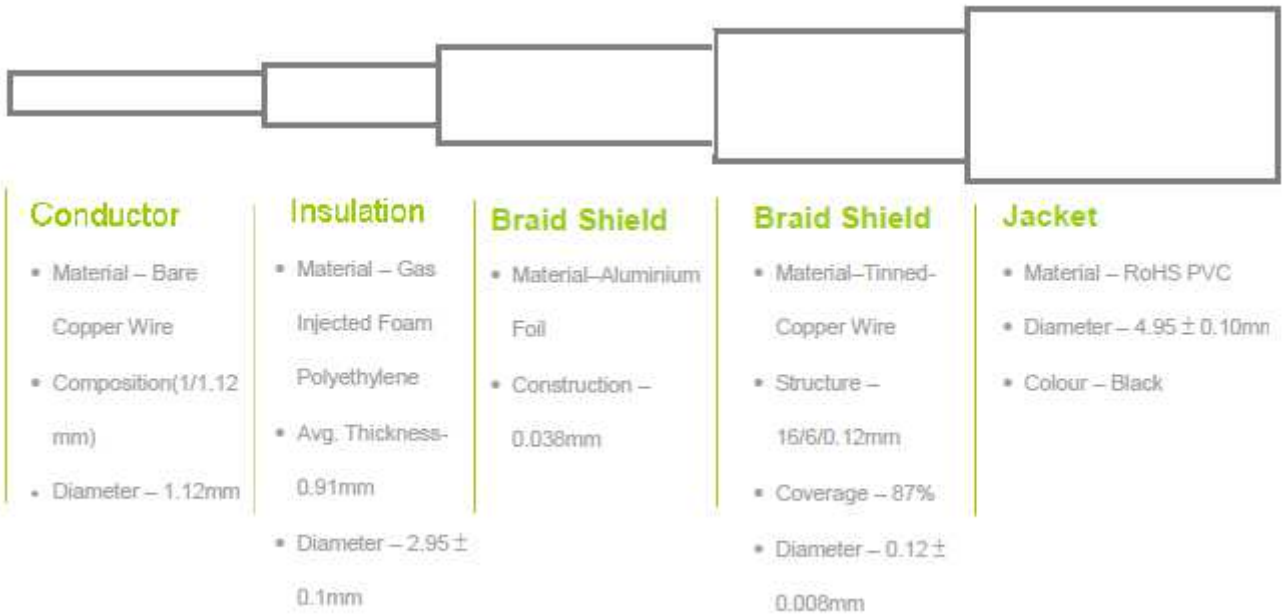 Conductor
• Material – Bare
Copper Wire
• Composition(1/1.12
mm)
• Diameter – 1.12mm
Insulation
• Material – Gas
Injected Foam
Polyethylene
• Avg. Thickness-
0.91mm
• Diameter – 2.95 ±
0.1mm
Braid Shield
• Material–Aluminium
Foil
• Construction –
0.038mm
Braid Shield
• Material–Tinned-
Copper Wire
• Structure –
16/6/0.12mm
• Coverage – 87%
• Diameter – 0.12 ±
0.008mm
Jacket
• Material – RoHS PVC
• Diameter – 4.95 ± 0.10mm
• Colour – Black